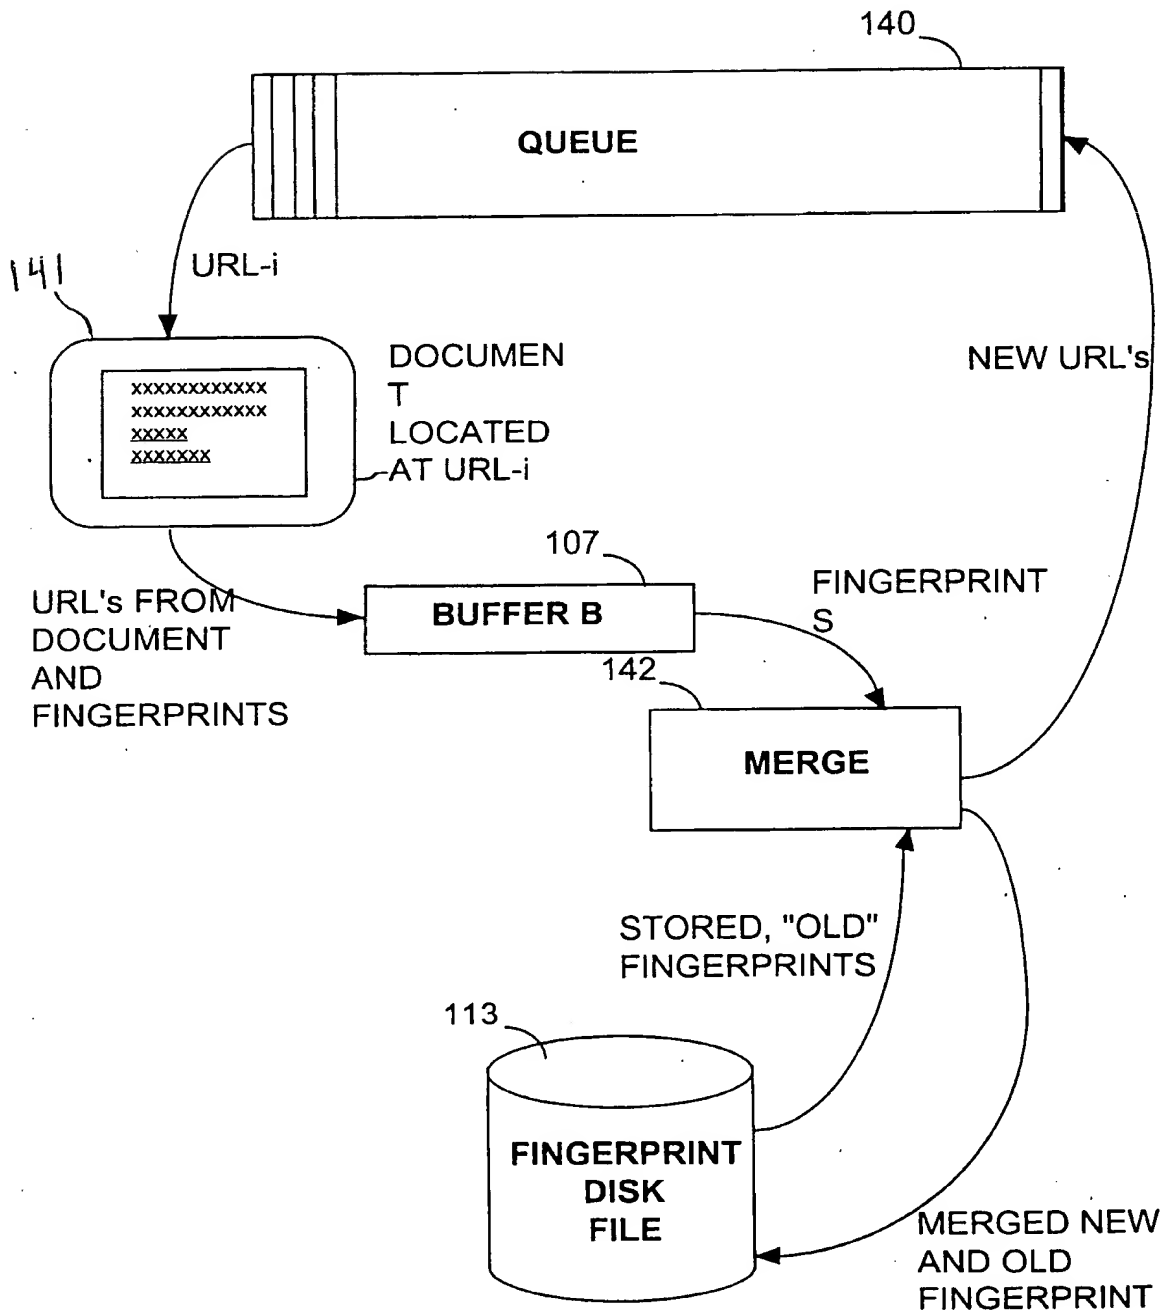 140
QUEUE
URL-i
141
DOCUMEN
T
LOCATED
AT URL-i
NEW URL's
xxxxxxxxxxxx
xxxxxxxxxxxx
xxxxx
xxxxxxx
107
URL's FROM
DOCUMENT
AND
FINGERPRINTS
BUFFER B
FINGERPRINT
S
142
MERGE
STORED, "OLD"
FINGERPRINTS
113
FINGERPRINT
DISK
FILE
MERGED NEW
AND OLD
FINGERPRINT